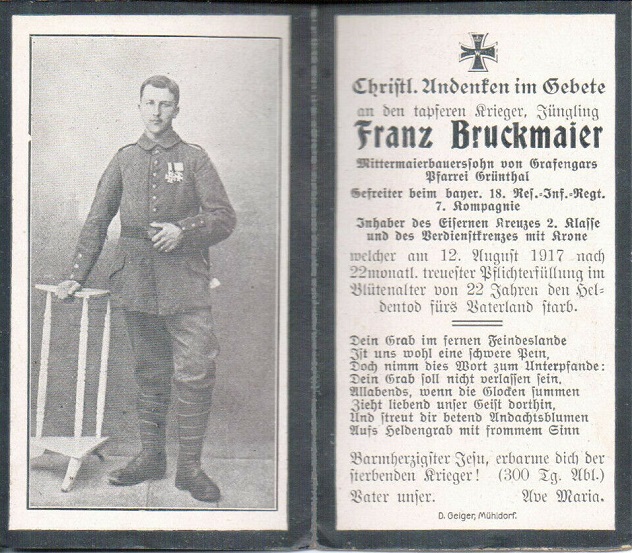 W
Christl. Andenken im Gebete
an den tapferen Krieger, Jüngling
Franz Bruckmaier
Mittermaierbauerssohn von Grafengars
Pfarrei Grünthal
Gefreiter beim bayer. 18. Res.=Inf.=Regt.
7. Kompagnie
Inhaber des Eisernen Kreuzes 2. Klasse
und des Verdienstkreuzes mit Krone
welcher am 12. August 1917 nach
22monatl. treuester Pflichterfüllung im
Blütenalter von 22 Jahren den Hel-
dentod fürs Vaterland starb.
Dein Grab im fernen Feindeslande
Ist uns wohl eine schwere Pein,
Doch nimm dies Wort zum Unterpfande:
Dein Grab soll nicht verlassen sein.
Allabends, wenn die Glocken summen
Zieht liebend unser Geist dorthin,
Und streut dir betend Andachtsblumen
Aufs Heldengrab mit frommem Sinn
Barmherzigster Jesu, erbarme dich der
sterbenden Krieger! (300 Tg. Abl.)
Vater unser. Ave Maria.
D. Geiger, Mühldorf.